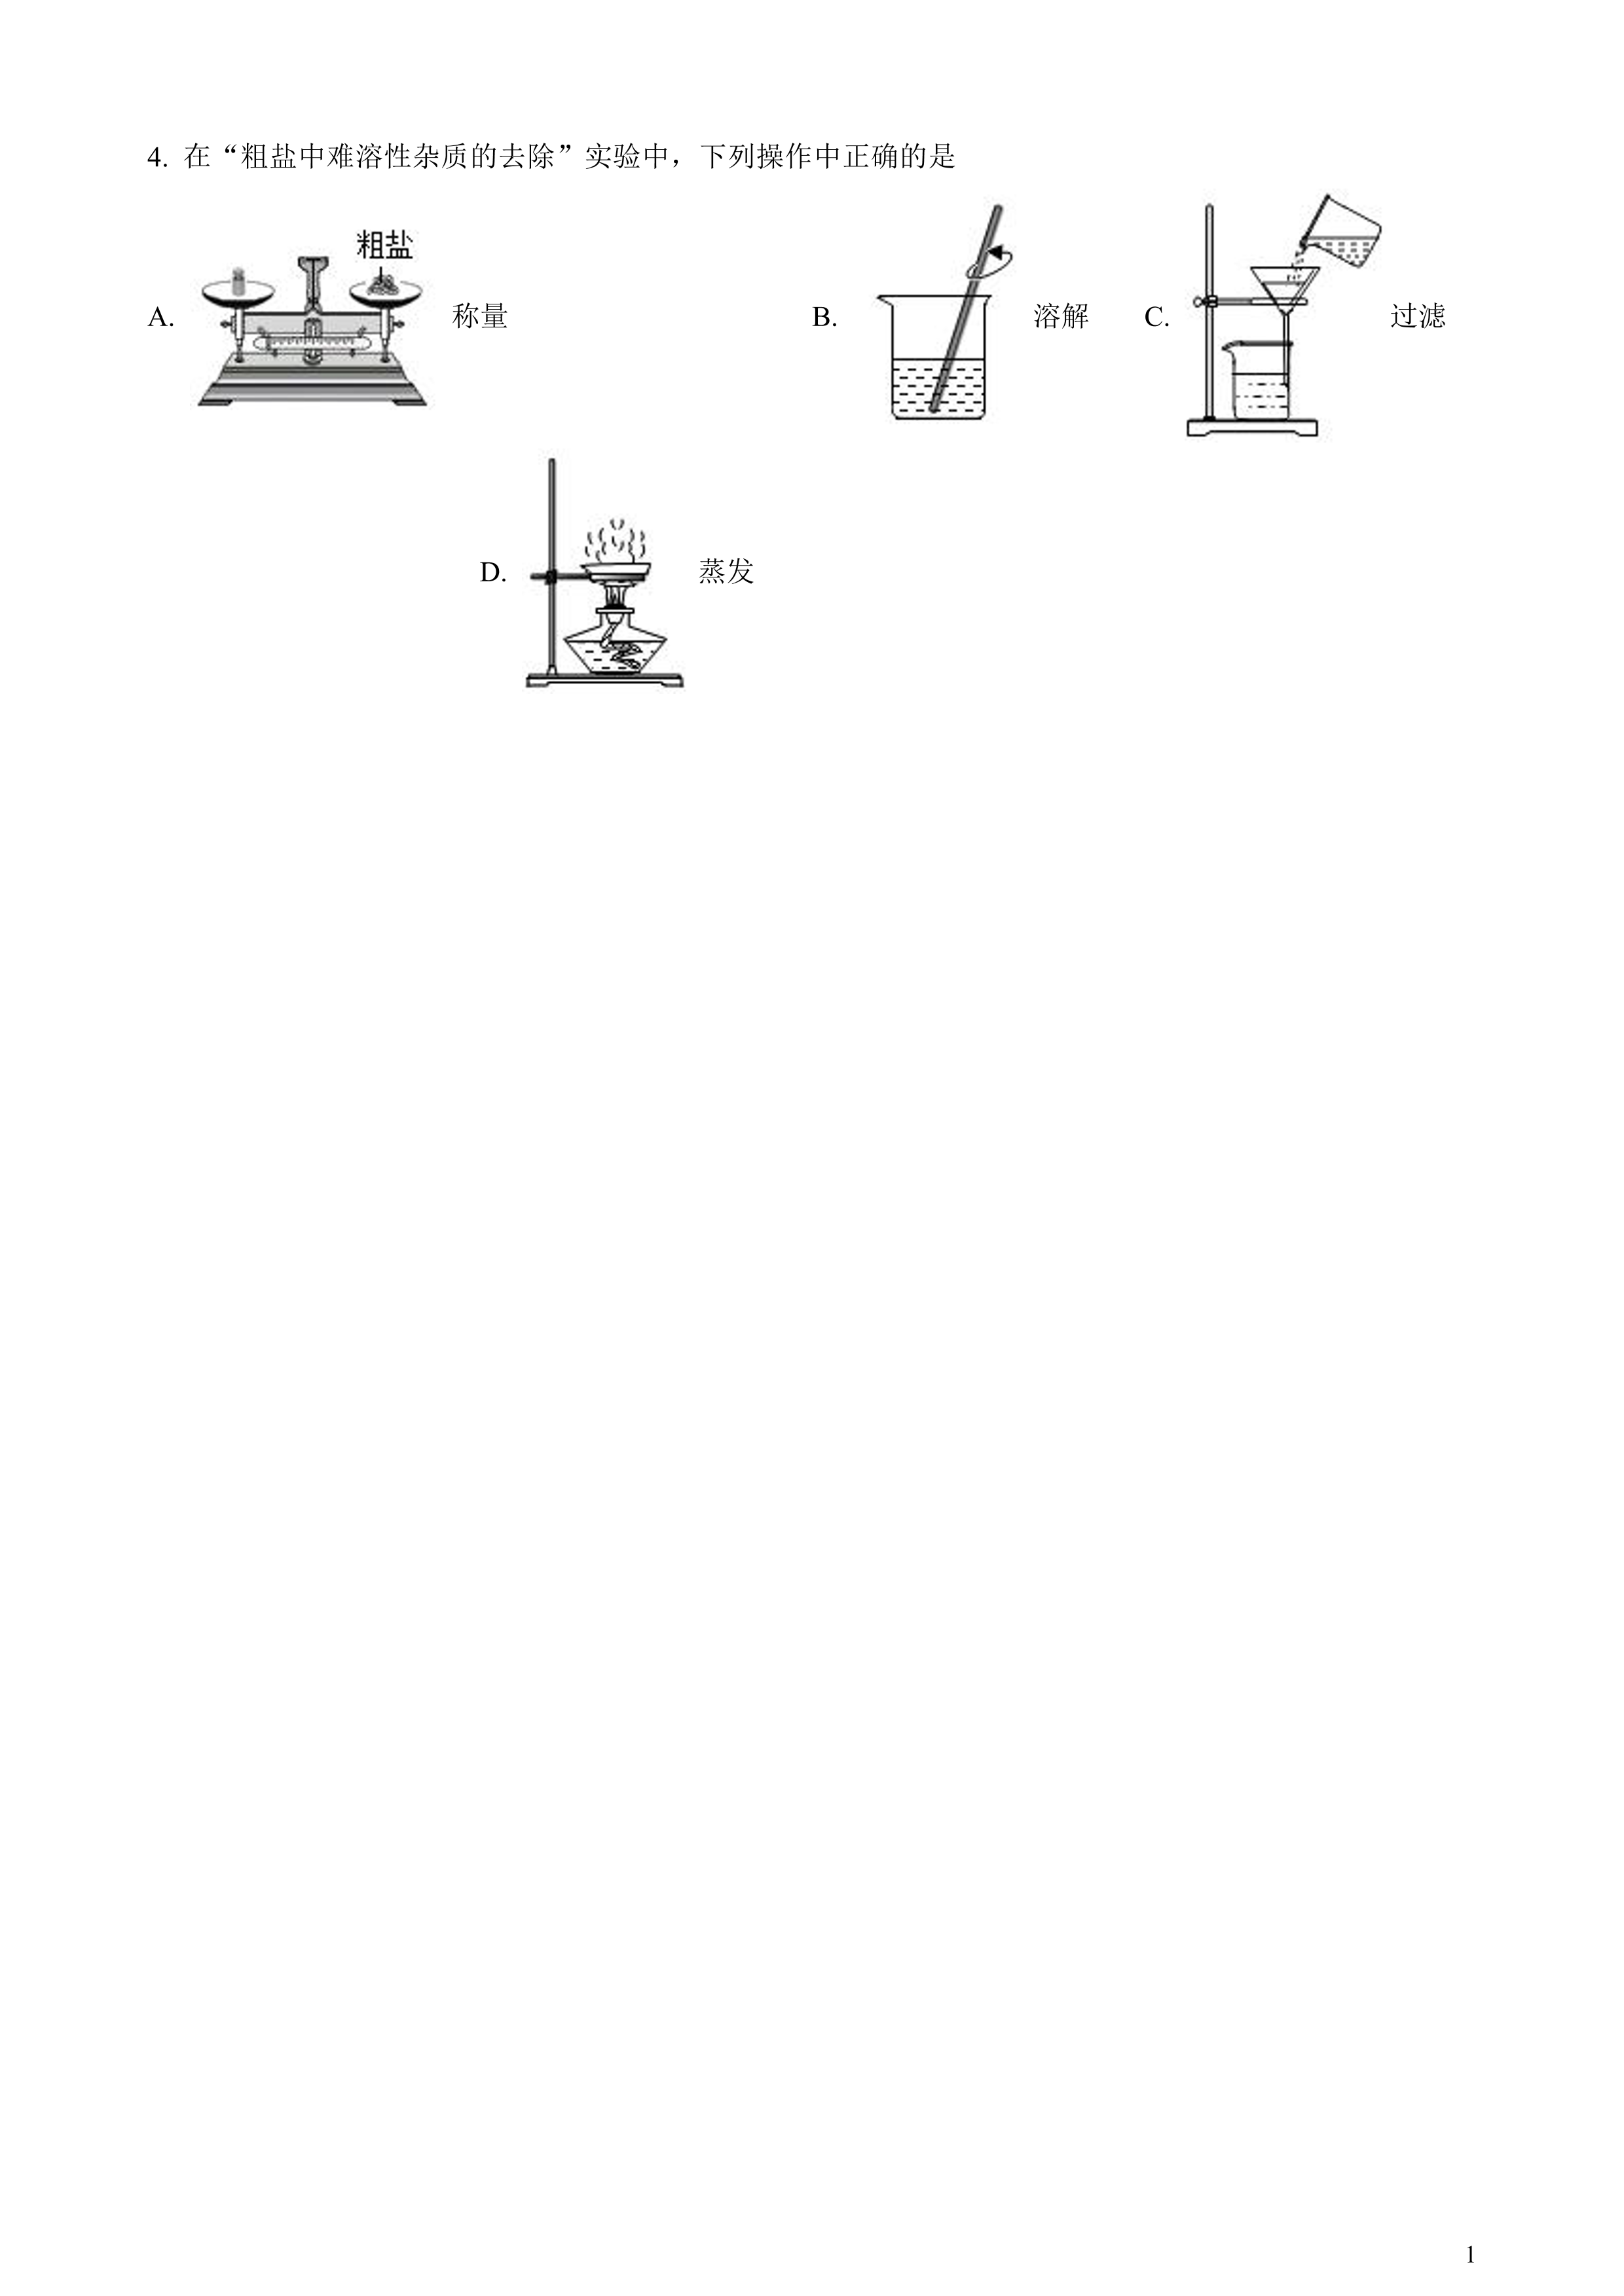 4. 在“粗盐中难溶性杂质的去除”实验中，下列操作中正确的是
粗盐
A. 称量 B. 溶解 C. 过滤
D. 蒸发
1